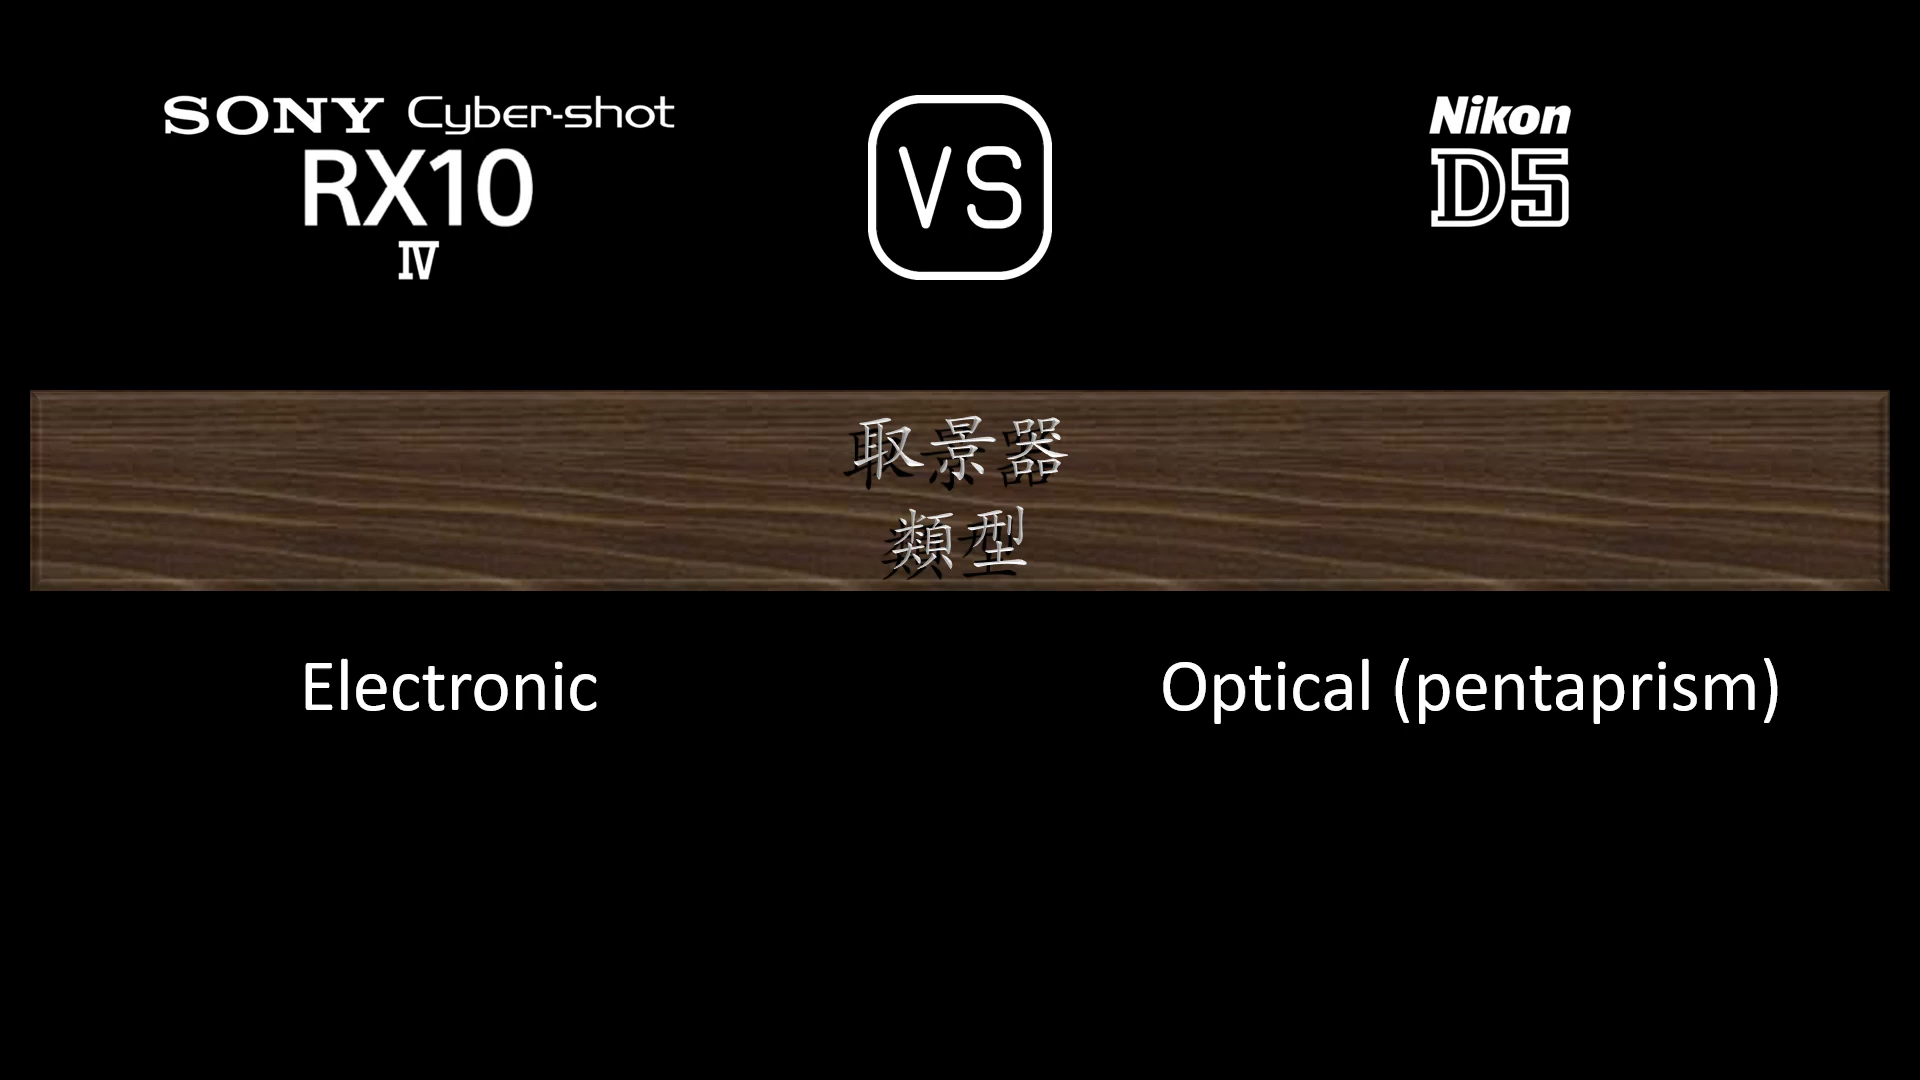 SONY Cyber-shot
RX10
IV
VS
Nikon
D5
取景器
類型
Electronic
Optical (pentaprism)